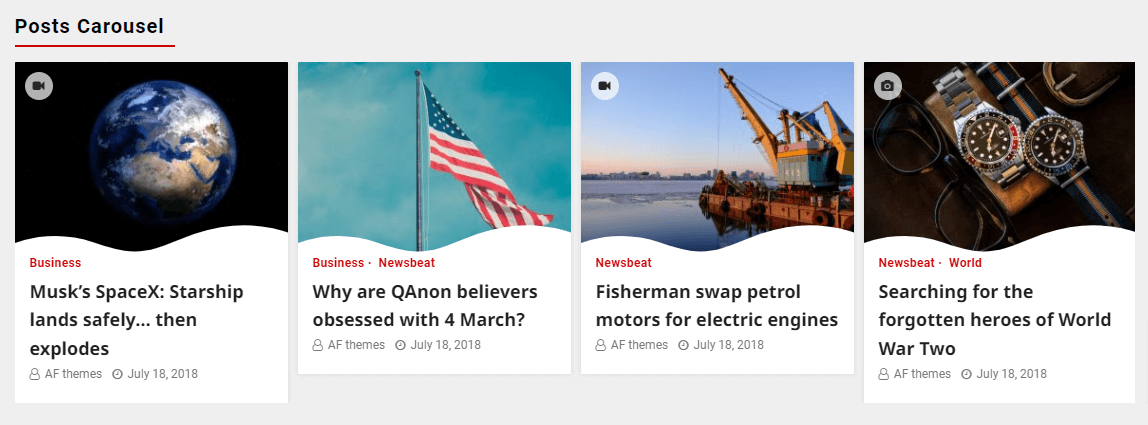 Posts Carousel
Business
Musk’s SpaceX: Starship
lands safely... then
explodes
AF themes July 18, 2018
Business · Newsbeat
Why are QAnon believers
obsessed with 4 March?
AF themes July 18, 2018
Newsbeat
Fisherman swap petrol
motors for electric engines
AF themes July 18, 2018
Newsbeat · World
Searching for the
forgotten heroes of World
War Two
AF themes July 18, 2018